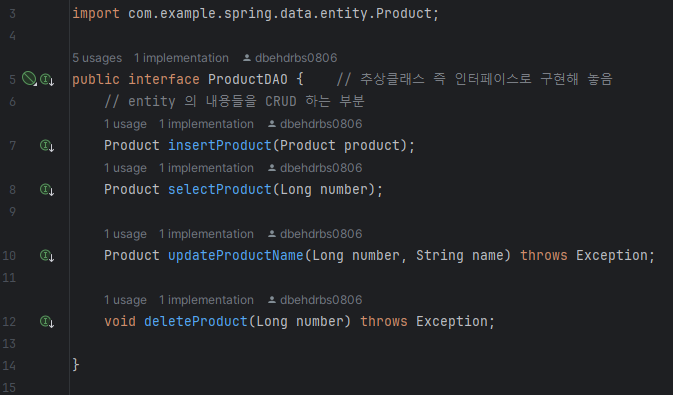 3 import com.example.spring.data.entity.Product;
4
5 usages 1 implementation dbehdrbs0806
5 public interface ProductDAO { // 추상클래스 즉 인터페이스로 구현해 놓음
6 // entity 의 내용들을 CRUD 하는 부분
1 usage 1 implementation dbehdrbs0806
7 Product insertProduct(Product product);
1 usage 1 implementation dbehdrbs0806
8 Product selectProduct(Long number);
9
1 usage 1 implementation dbehdrbs0806
10 Product updateProductName(Long number, String name) throws Exception;
11
1 usage 1 implementation dbehdrbs0806
12 void deleteProduct(Long number) throws Exception;
13
14 }
15